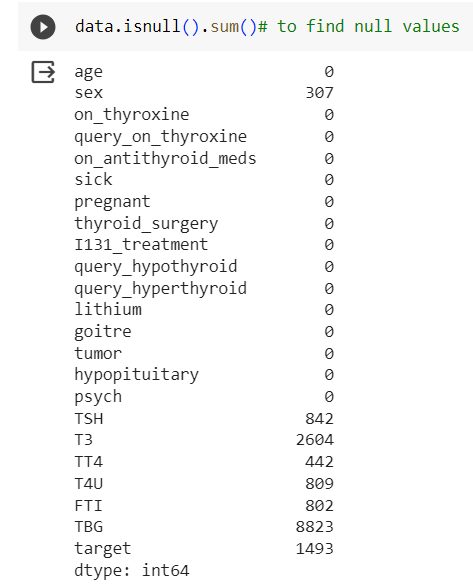 data.isnull().sum()# to find null values
age 0
sex 307
on_thyroxine 0
query_on_thyroxine 0
on_antithyroid_meds 0
sick 0
pregnant 0
thyroid_surgery 0
I131_treatment 0
query_hypothyroid 0
query_hyperthyroid 0
lithium 0
goitre 0
tumor 0
hypopituitary 0
psych 0
TSH 842
T3 2604
TT4 442
T4U 809
FTI 802
TBG 8823
target 1493
dtype: int64